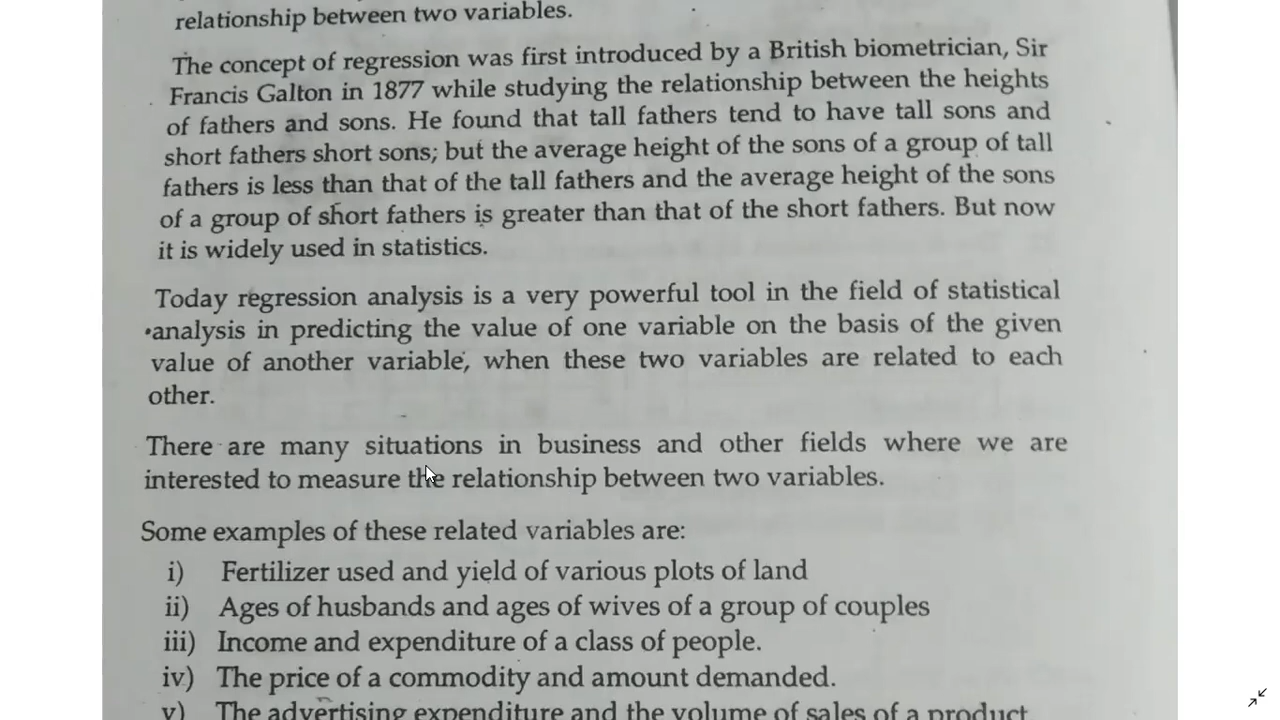 relationship between two variables.
The concept of regression was first introduced by a British biometrician, Sir
Francis Galton in 1877 while studying the relationship between the heights
of fathers and sons. He found that tall fathers tend to have tall sons and
short fathers short sons; but the average height of the sons of a group of tall
fathers is less than that of the tall fathers and the average height of the sons
of a group of short fathers is greater than that of the short fathers. But now
it is widely used in statistics.
Today regression analysis is a very powerful tool in the field of statistical
analysis in predicting the value of one variable on the basis of the given
value of another variable, when these two variables are related to each
other.
There are many situations in business and other fields where we are
interested to measure the relationship between two variables.
Some examples of these related variables are:
i) Fertilizer used and yield of various plots of land
ii) Ages of husbands and ages of wives of a group of couples
iii) Income and expenditure of a class of people.
iv) The price of a commodity and amount demanded.
v) The advertising expenditure and the volume of sales of a product